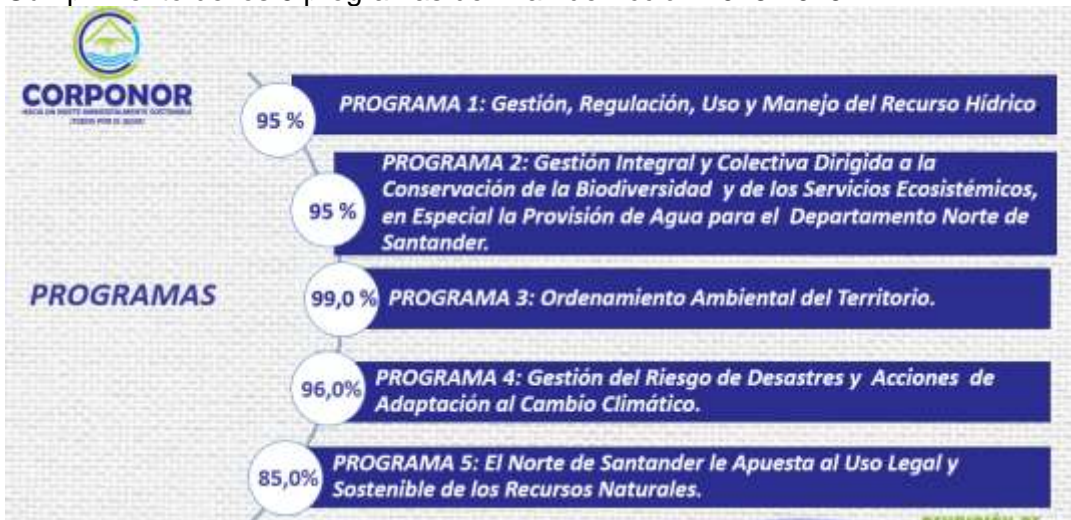 CORPONOR
95 %
PROGRAMA 1: Gestión, Regulación, Uso y Manejo del Recurso Hídrico
95 %
PROGRAMA 2: Gestión Integral y Colectiva Dirigida a la
Conservación de la Biodiversidad y de los Servicios Ecosistémicos,
en Especial la Provisión de Agua para el Departamento Norte de
Santander.
PROGRAMAS
99,0 %
PROGRAMA 3: Ordenamiento Ambiental del Territorio.
96,0%
PROGRAMA 4: Gestión del Riesgo de Desastres y Acciones de
Adaptación al Cambio Climático.
85,0%
PROGRAMA 5: El Norte de Santander le Apuesta al Uso Legal y
Sostenible de los Recursos Naturales.